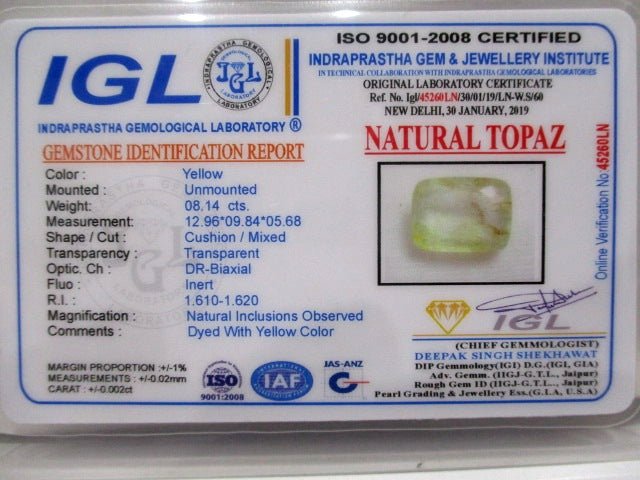 IGL
INDRAPRASTHA GEMOLOGICAL LABORATORY
IGL
INDRAPRASTHA GEMOLOGICAL LABORATORY ®
GEMSTONE IDENTIFICATION REPORT
Color : Yellow
Mounted : Unmounted
Weight: 08.14 cts.
Measurement: 12.96*09.84*05.68
Shape / Cut : Cushion / Mixed
Transparency : Transparent
Optic. Ch : DR-Biaxial
Fluo : Inert
R.I. : 1.610-1.620
Magnification : Natural Inclusions Observed
Comments : Dyed With Yellow Color
MARGIN PROPORTION :+/-1%
MEASUREMENTS : +/-0.02mm
CARAT : +/-0.002ct
ISO
9001:2008
IAF
JAS-ANZ
ISO 9001-2008 CERTIFIED
INDRAPRASTHA GEM & JEWELLERY INSTITUTE
IN TECHNICAL COLLABORATION WITH INDRAPRASTHA GEMOLOGICAL LABORATORIES
ORIGINAL LABORATORY CERTIFICATE
Ref. No. Igl/45260LN/30/01/19/LN-W.S/60
NEW DELHI, 30 JANUARY, 2019
NATURAL TOPAZ
Online Verification No.45260LN
IGL
(CHIEF GEMMOLOGIST)
DEEPAK SINGH SHEKHAWAT
DIP Gemmology(IGI) D.G.(IGI, GIA)
Adv. Gemm. (IIGJ-G.T.L., Jaipur)
Rough Gem ID (IIGJ-G.T.L., Jaipur)
Pearl Grading & Jewellery Ess.(G.I.A, U.S.A)